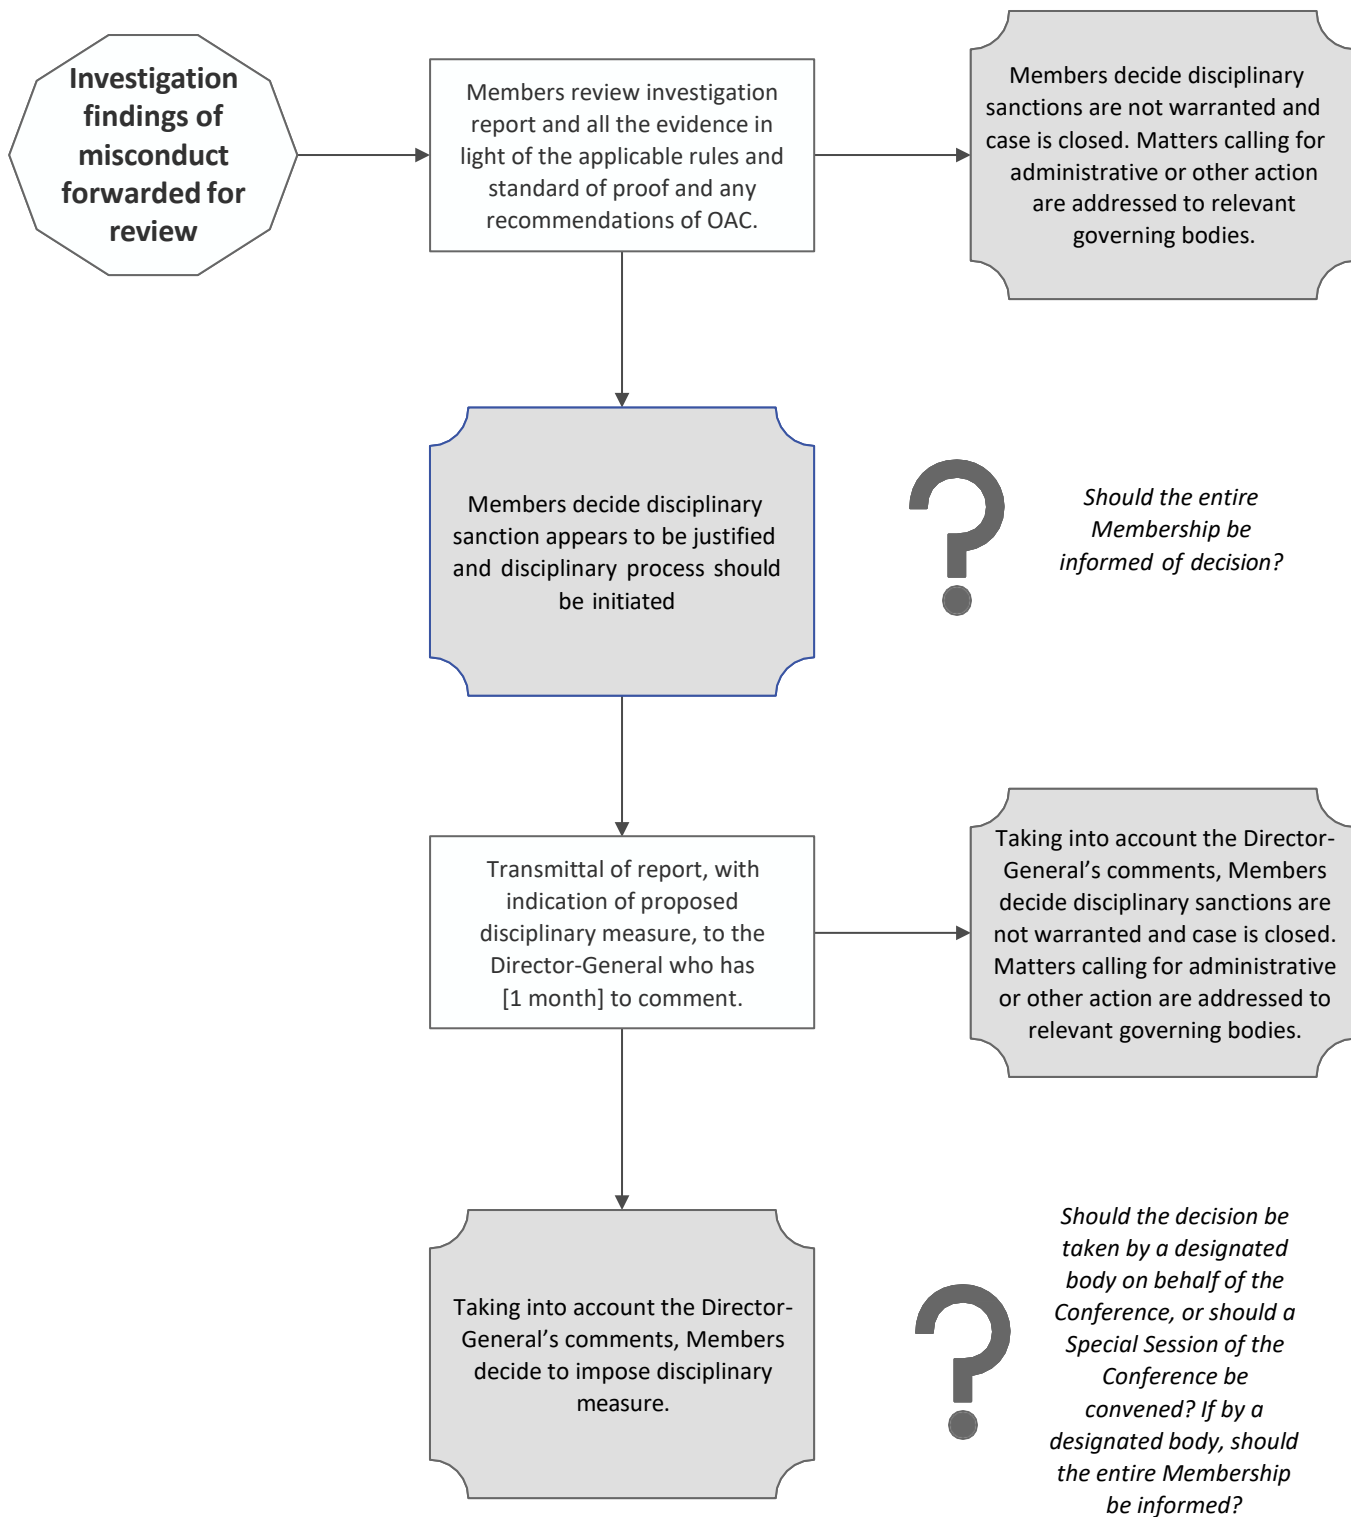 Investigation
findings of
misconduct
forwarded for
review
Members review investigation
report and all the evidence in
light of the applicable rules and
standard of proof and any
recommendations of OAC.
Members decide disciplinary
sanctions are not warranted and
case is closed. Matters calling for
administrative or other action
are addressed to relevant
governing bodies.
Members decide disciplinary
sanction appears to be justified
and disciplinary process should
be initiated
Should the entire
Membership be
informed of decision?
Transmittal of report, with
indication of proposed
disciplinary measure, to the
Director-General who has
[1 month] to comment.
Taking into account the Director-
General’s comments, Members
decide disciplinary sanctions are
not warranted and case is closed.
Matters calling for administrative
or other action are addressed to
relevant governing bodies.
Taking into account the Director-
General’s comments, Members
decide to impose disciplinary
measure.
Should the decision be
taken by a designated
body on behalf of the
Conference, or should a
Special Session of the
Conference be
convened? If by a
designated body, should
the entire Membership
be informed?